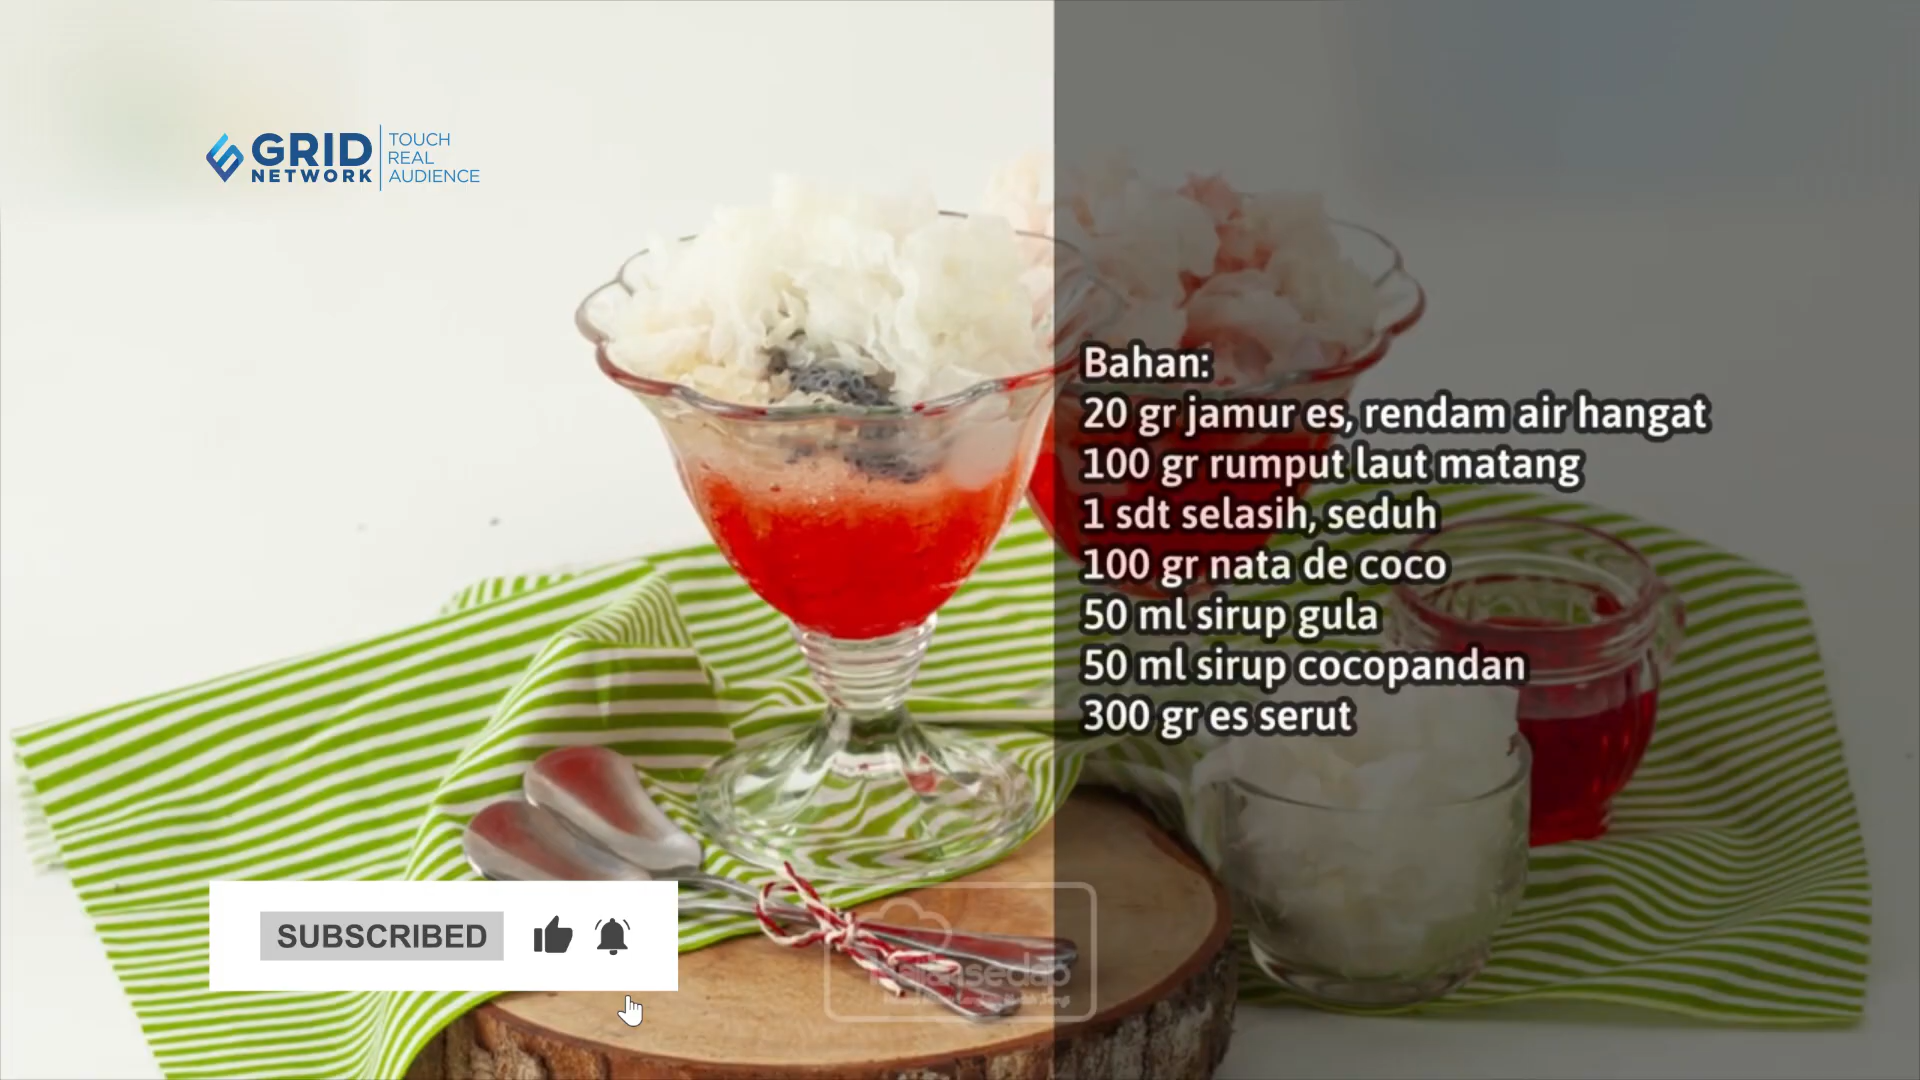 GRID
NETWORK
TOUCH
REAL
AUDIENCE
Bahan:
20 gr jamur es, rendam air hangat
100 gr rumput laut matang
1 sdt selasih, seduh
100 gr nata de coco
50 ml sirup gula
50 ml sirup cocopandan
300 gr es serut
SUBSCRIBED
Sajiansedap